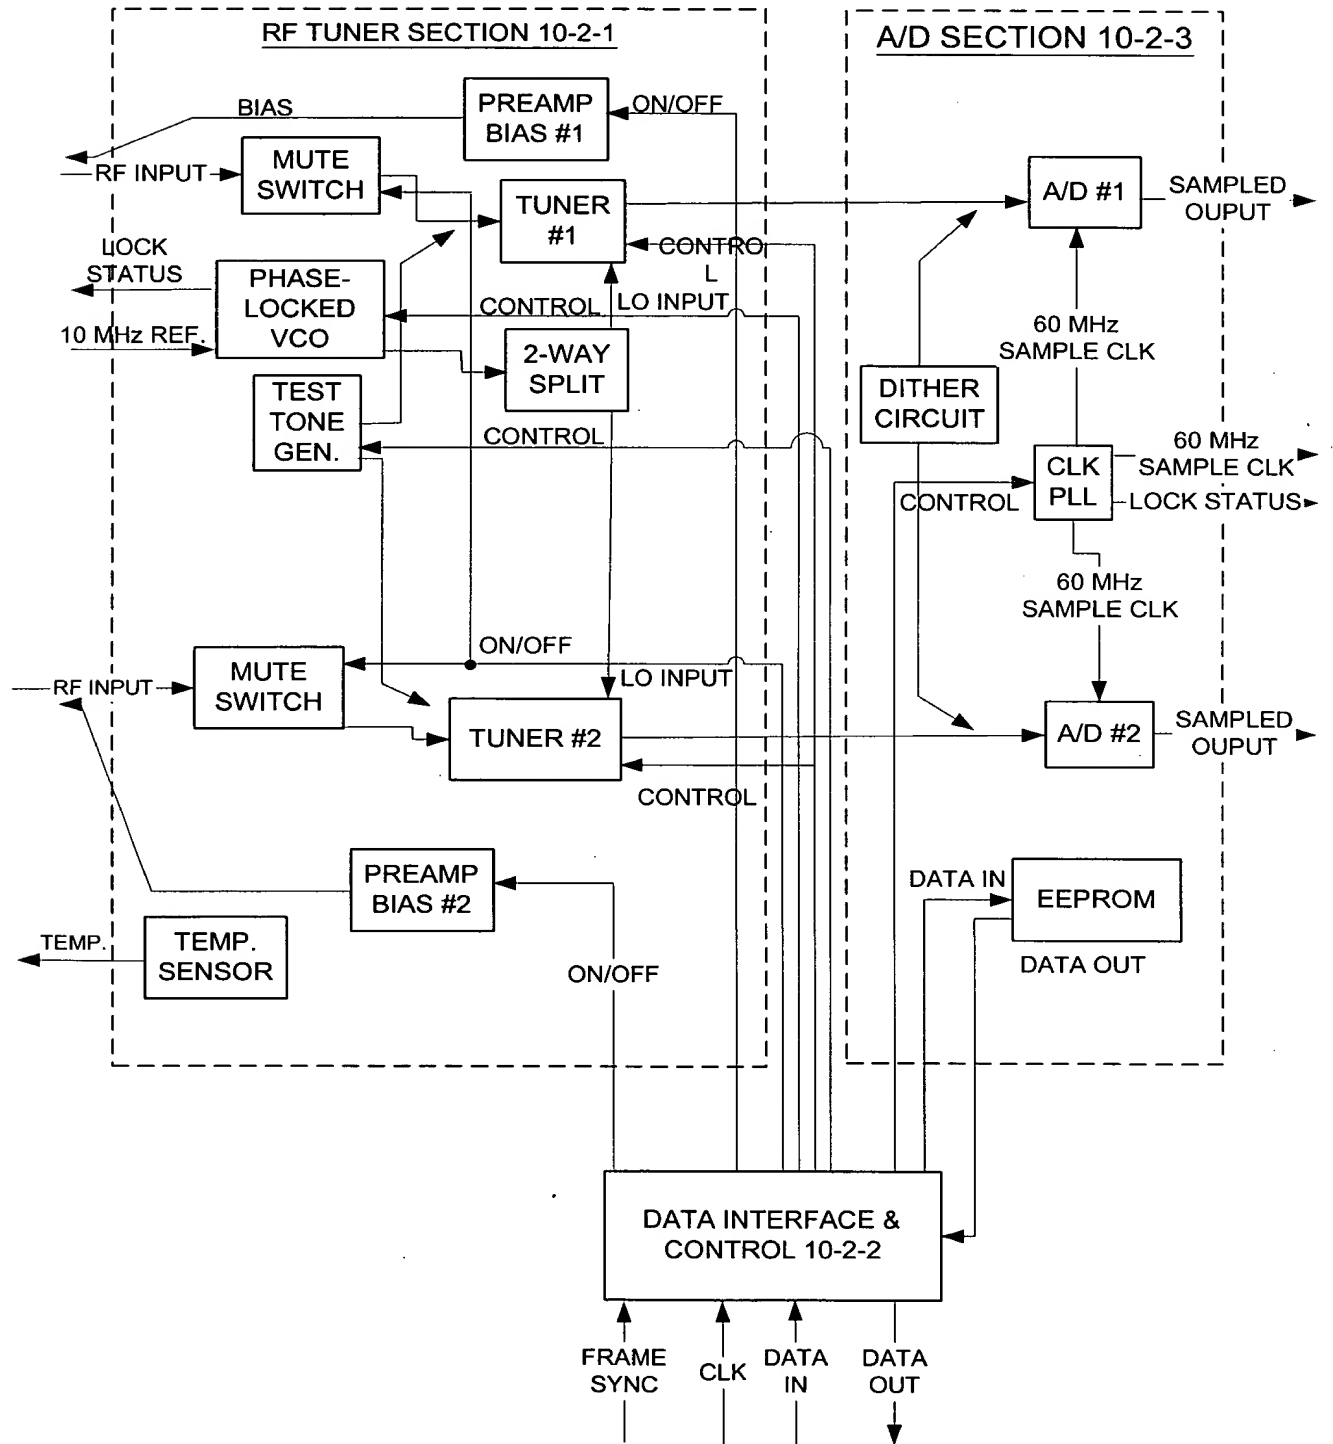 RF TUNER SECTION 10-2-1
A/D SECTION 10-2-3
BIAS
PREAMP
BIAS #1
ON/OFF
RF INPUT
MUTE
SWITCH
TUNER
#1
A/D #1
SAMPLED
OUPUT
LOCK
STATUS
CONTRO
L
PHASE-
LOCKED
VCO
CONTROL
LO INPUT
10 MHz REF.
60 MHz
SAMPLE CLK
2-WAY
SPLIT
TEST
TONE
GEN.
DITHER
CIRCUIT
CONTROL
60 MHz
SAMPLE CLK
CLK
PLL
CONTROL
LOCK STATUS
60 MHz
SAMPLE CLK
ON/OFF
MUTE
SWITCH
RF INPUT
LO INPUT
TUNER #2
A/D #2
SAMPLED
OUPUT
CONTROL
PREAMP
BIAS #2
DATA IN
EEPROM
TEMP.
TEMP.
SENSOR
ON/OFF
DATA OUT
DATA INTERFACE &
CONTROL 10-2-2
FRAME
SYNC
CLK
DATA
IN
DATA
OUT